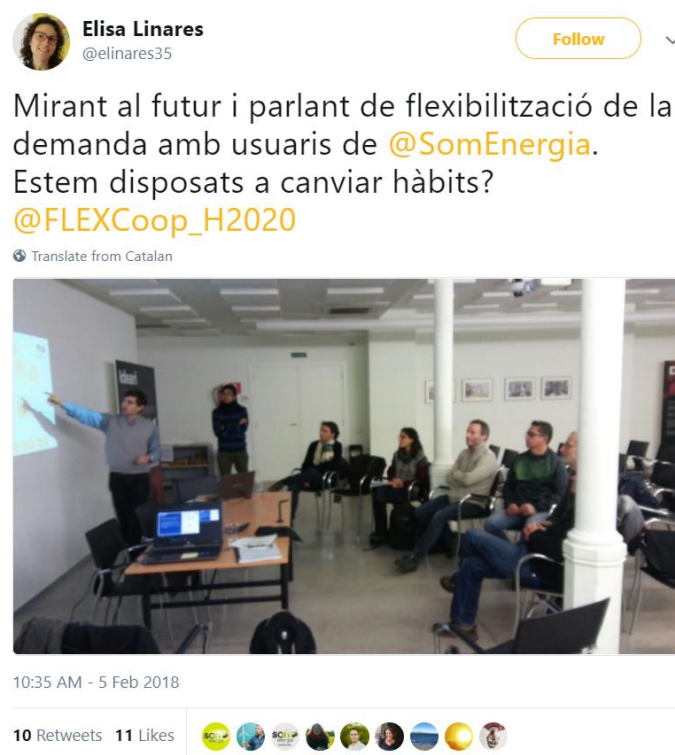 Elisa Linares
@elinares35
Follow
Mirant al futur i parlant de flexibilització de la
demanda amb usuaris de @SomEnergia.
Estem disposats a canviar hàbits?
@FLEXCoop_H2020
Translate from Catalan
10:35 AM - 5 Feb 2018
10 Retweets 11 Likes